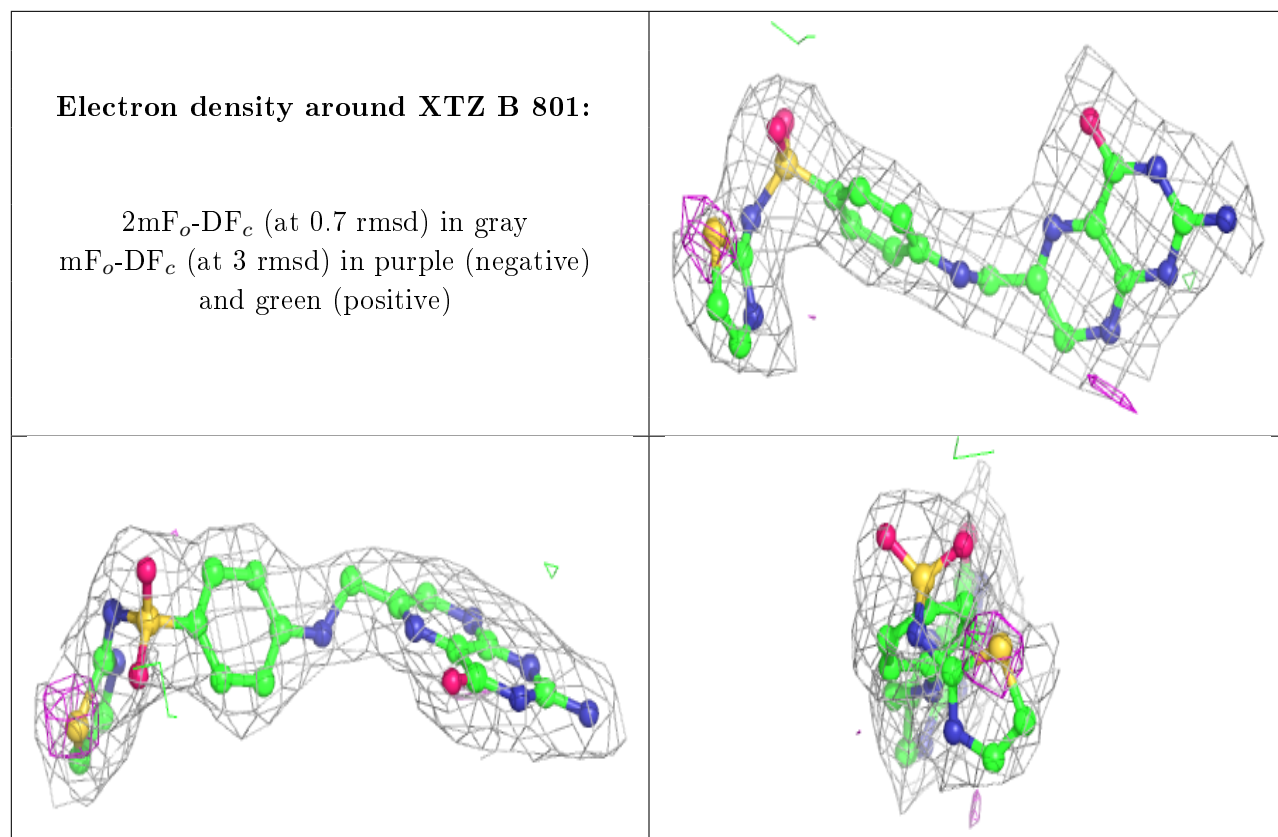 Electron density around XTZ B 801:
2mFo-DFc (at 0.7 rmsd) in gray
mFo-DFc (at 3 rmsd) in purple (negative)
and green (positive)